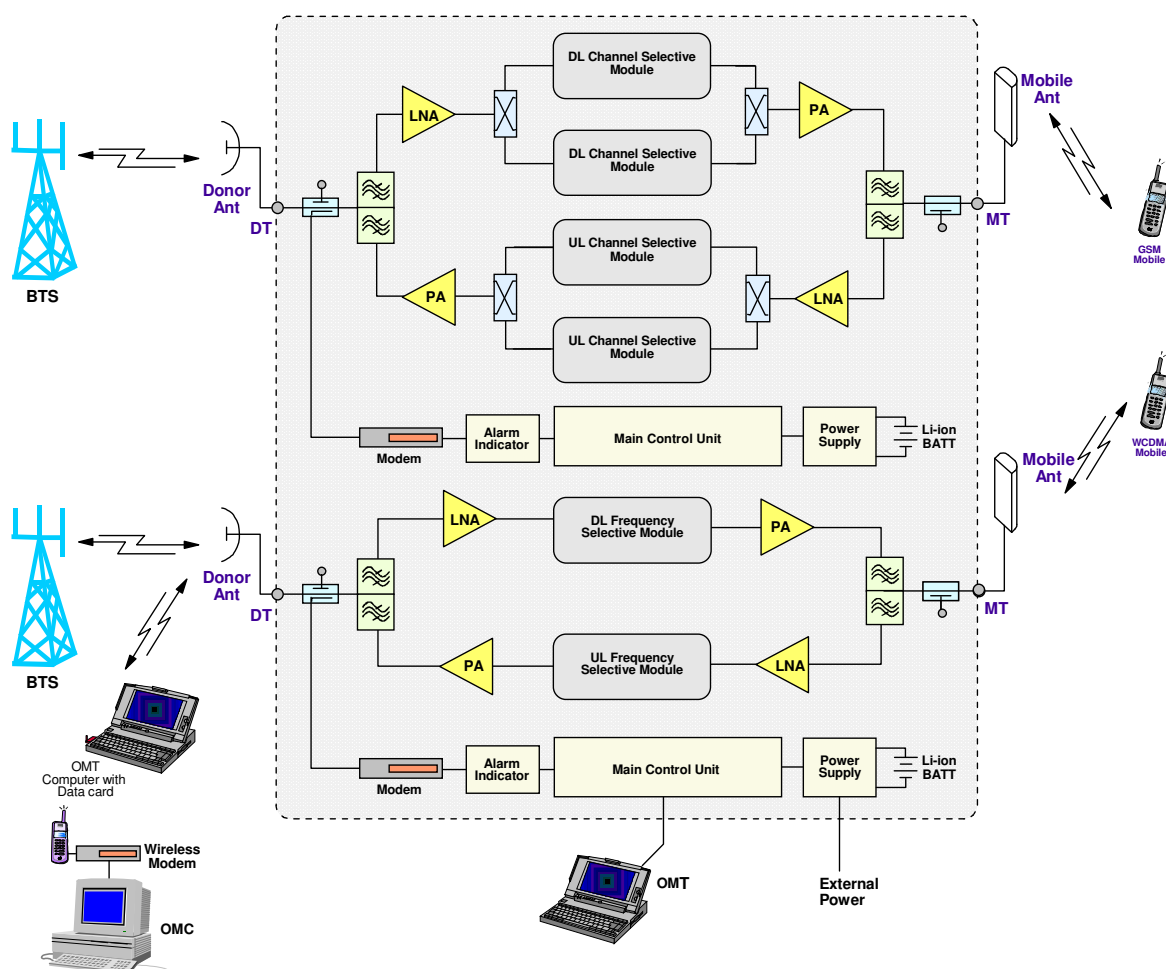 DL Channel Selective
Module
LNA
PA
Mobile
Ant
DL Channel Selective
Module
Donor
Ant
DT
MT
GSM
Mobile
UL Channel Selective
Module
BTS
PA
LNA
UL Channel Selective
Module
Alarm
Indicator
Main Control Unit
Power
Supply
Li-ion
BATT
Modem
WCDMA
Mobile
Mobile
Ant
LNA
DL Frequency
Selective Module
PA
Donor
Ant
DT
MT
BTS
PA
UL Frequency
Selective Module
LNA
OMT
Computer with
Data card
Modem
Alarm
Indicator
Main Control Unit
Power
Supply
Li-ion
BATT
Wireless
Modem
OMC
OMT
External
Power